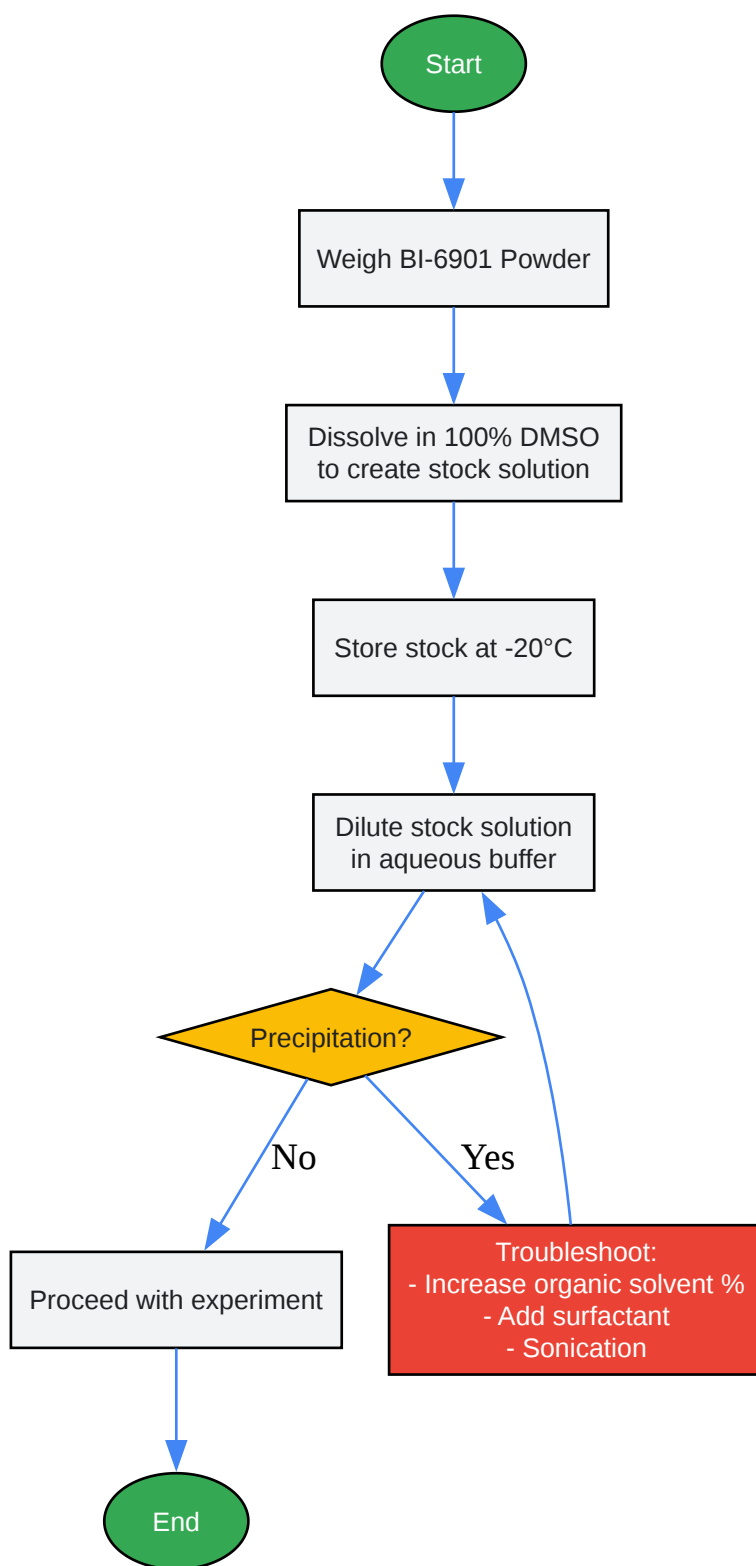 Start
Weigh BI-6901 Powder
Dissolve in 100% DMSO
to create stock solution
Store stock at -20°C
Dilute stock solution
in aqueous buffer
Precipitation?
No
Yes
Troubleshoot:
- Increase organic solvent %
- Add surfactant
- Sonication
Proceed with experiment
End